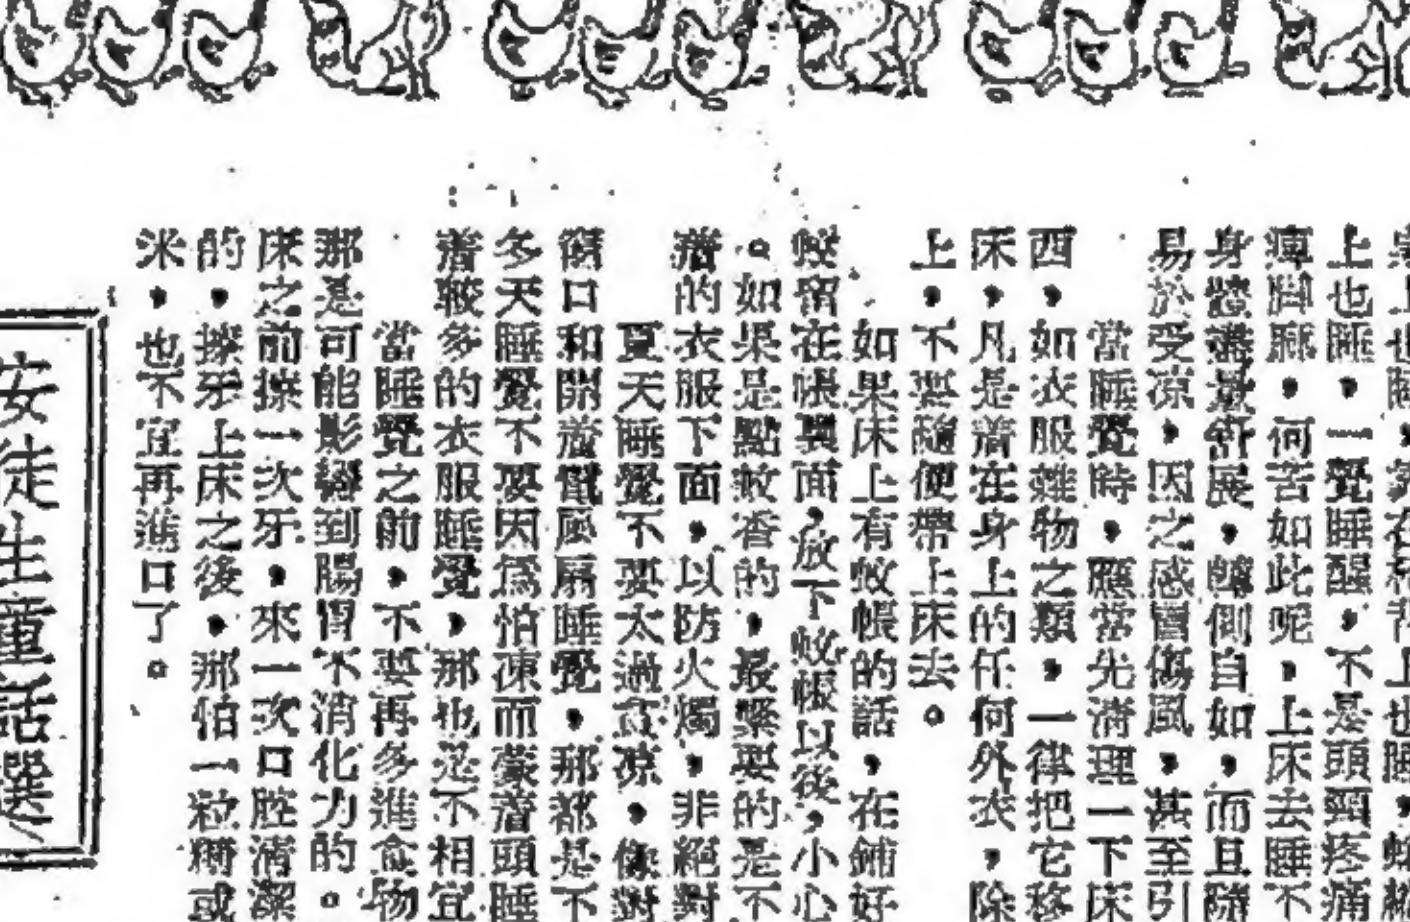 上也睡，一覺睡醒，不是頭頸疼痛
痺脚麻，何苦如此呢，上床去睡不
身體儘量舒展，轉側自如，而且隨
易於受凉，因之感冒傷風，甚至引
當睡覺時，應當先清理一下床
西，如衣服雜物之類，一律把它移
床，凡是着在身上的任何外衣，除
上，不要隨便帶上床去。
如果床上有蚊帳的話，在鋪好
留在帳裏面，放下蚊帳以後，小心
。如果是點蚊香的，最緊要的是不
的衣服下面，以防火燭，非絕對
夏天睡覺不要太過貪凉，像對
窗口和開着電風扇睡覺，那都是不
冬天睡覺不要因爲怕凍而蒙着頭睡
着較多的衣服睡覺，那也是不相宜
當睡覺之前，不要再多進食物
那是可能影響到腸胃不消化力的。
床之前擦一次牙，來一次口腔清潔
的，擦牙上床之後，那怕一粒糖或
米，也不宜再進口了。
安徒生童話選